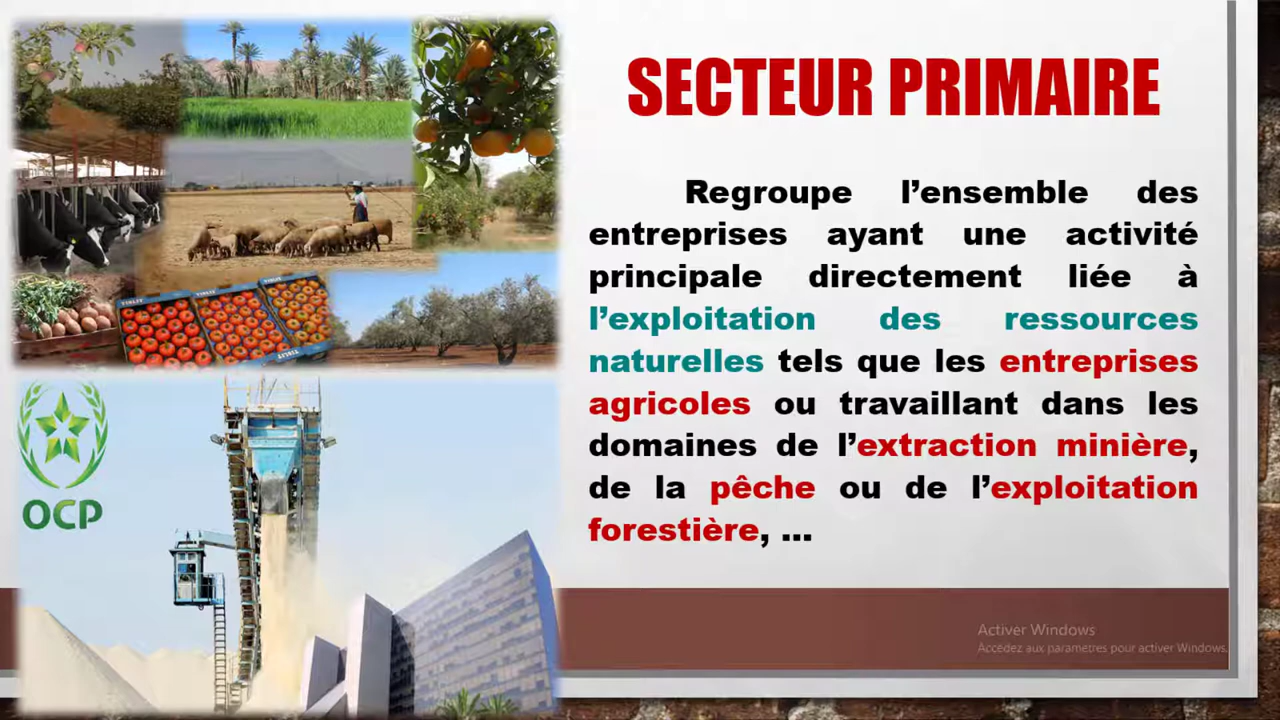 SECTEUR PRIMAIRE
Regroupe l’ensemble des
entreprises ayant une activité
principale directement liée à
l’exploitation des ressources
naturelles tels que les entreprises
agricoles ou travaillant dans les
domaines de l’extraction minière,
de la pêche ou de l’exploitation
forestière, ...
OCP
Activer Windows
Accédez aux paramètres pour activer Windows.